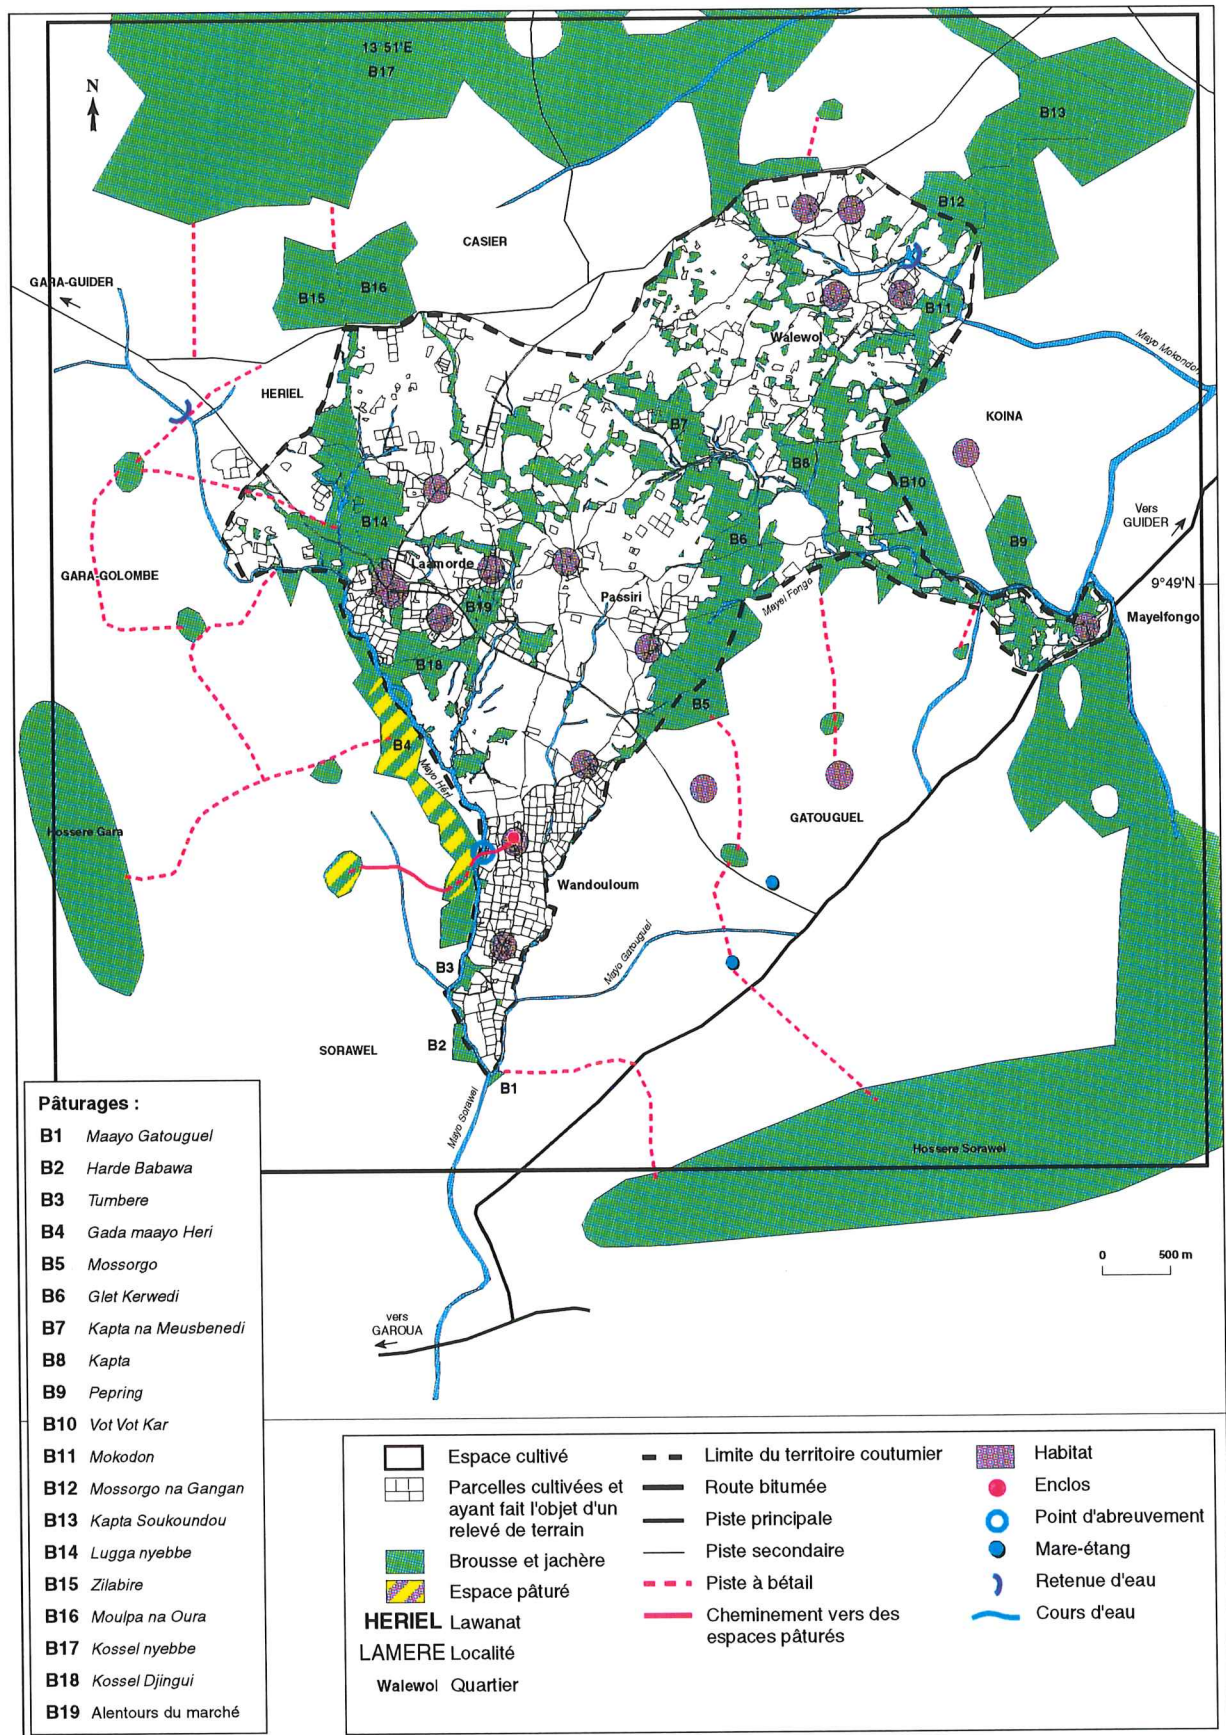 13°51'E
B17
N
B13
B12
CASIER
GARA-GUIDER
B15
B16
B11
Walewol
Mayo Mokondon
HERIEL
KOINA
B7
B8
B10
Vers
GUIDER
B14
B6
B9
Laamorde
GARA-GOLOMBE
9°49'N
Passiri
Mayel Fongo
B19
Mayelfongo
B18
B5
B4
Mayo Héri
GATOUGUEL
Hossere Gara
Wandouloum
Mayo Gatouguel
B3
B2
SORAWEL
B1
Mayo Sorawel
Hossere Sorawel
0 500 m
vers
GAROUA
Pâturages :
B1 Maayo Gatouguel
B2 Harde Babawa
B3 Tumbere
B4 Gada maayo Heri
B5 Mossorgo
B6 Glet Kerwedi
B7 Kapta na Meusbenedi
B8 Kapta
B9 Pepring
B10 Vot Vot Kar
B11 Mokodon
B12 Mossorgo na Gangan
B13 Kapta Soukoundou
B14 Lugga nyebbe
B15 Zilabire
B16 Moulpa na Oura
B17 Kossel nyebbe
B18 Kossel Djingui
B19 Alentours du marché
Espace cultivé
Parcelles cultivées et
ayant fait l'objet d'un
relevé de terrain
Brousse et jachère
Espace pâturé
HERIEL Lawanat
LAMERE Localité
Walewol Quartier
Limite du territoire coutumier
Route bitumée
Piste principale
Piste secondaire
Piste à bétail
Cheminement vers des
espaces pâturés
Habitat
Enclos
Point d'abreuvement
Mare-étang
Retenue d'eau
Cours d'eau